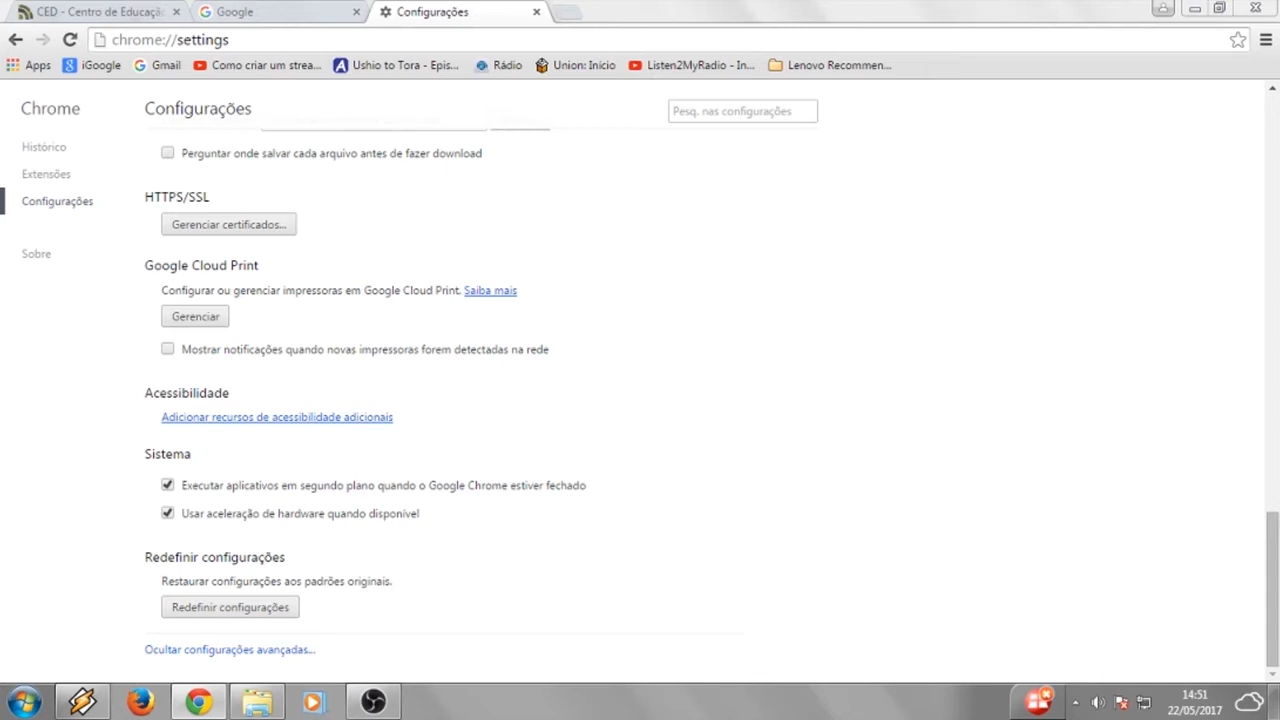 CED - Centro de Educaçã
Google
Configurações
chrome://settings
Apps
iGoogle
Gmail
Como criar um strea...
Ushio to Tora - Epis...
Rádio
Union: Inicio
Listen2MyRadio - In...
Lenovo Recommen...
Chrome
Configurações
Pesq. nas configurações
Histórico
Extensões
Configurações
Sobre
Perguntar onde salvar cada arquivo antes de fazer download
HTTPS/SSL
Gerenciar certificados...
Google Cloud Print
Configurar ou gerenciar impressoras em Google Cloud Print. Saiba mais
Gerenciar
Mostrar notificações quando novas impressoras forem detectadas na rede
Acessibilidade
Adicionar recursos de acessibilidade adicionais
Sistema
Executar aplicativos em segundo plano quando o Google Chrome estiver fechado
Usar aceleração de hardware quando disponível
Redefinir configurações
Restaurar configurações aos padrões originais.
Redefinir configurações
Ocultar configurações avançadas...
14:51
22/05/2017